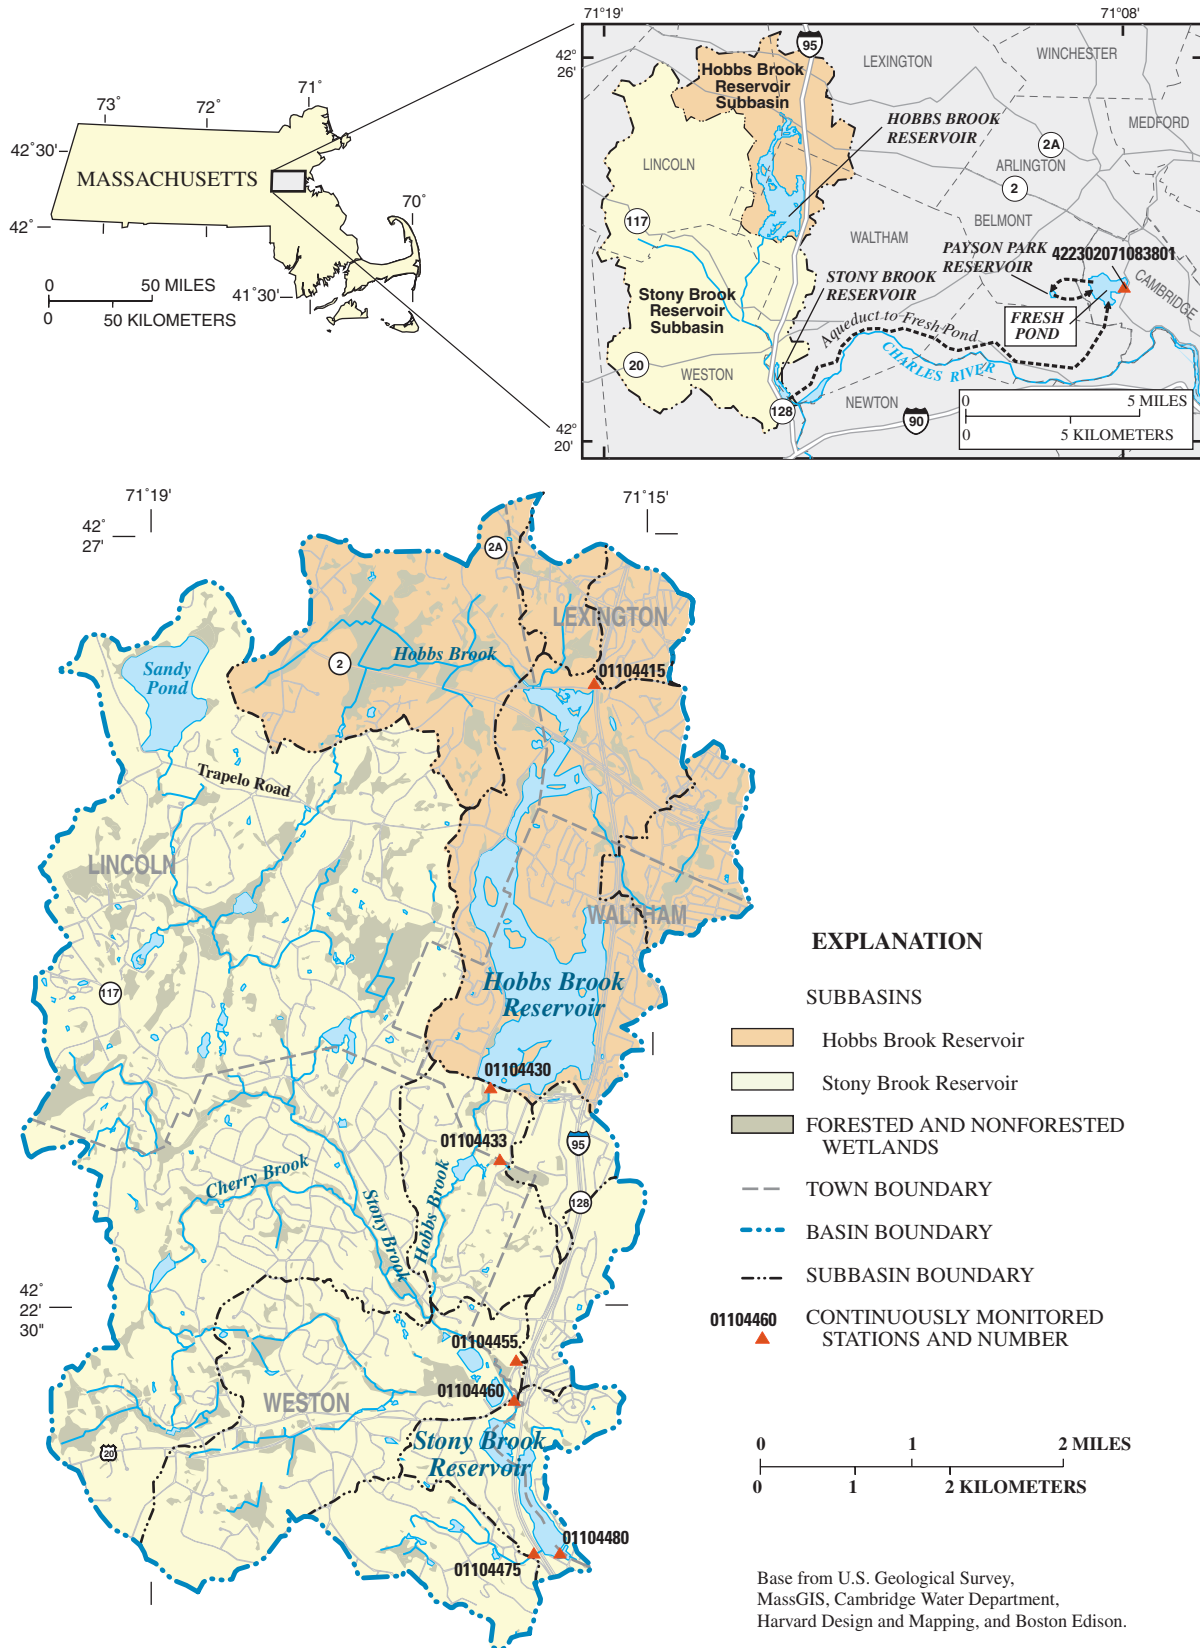 73°
72°
71°
42°30'
MASSACHUSETTS
42°
70°
41°30'
0 50 MILES
0 50 KILOMETERS
71°19'
71°08'
42°
26'
95
LEXINGTON
WINCHESTER
Hobbs Brook
Reservoir
Subbasin
HOBBS BROOK
RESERVOIR
MEDFORD
2A
ARLINGTON
LINCOLN
2
117
BELMONT
WALTHAM
PAYSON PARK
RESERVOIR
422302071083801
STONY BROOK
RESERVOIR
CAMBRIDGE
Stony Brook
Reservoir
Subbasin
FRESH
POND
Aqueduct to Fresh Pond
CHARLES RIVER
20
WESTON
128
NEWTON
90
0 5 MILES
0 5 KILOMETERS
42°
20'
71°19'
71°15'
42°
27'
2A
LEXINGTON
Hobbs Brook
2
01104415
Sandy
Pond
Trapelo Road
LINCOLN
WALTHAM
Hobbs Brook
Reservoir
117
01104430
01104433
95
Cherry Brook
Stony Brook
Hobbs Brook
128
42°
22'
30"
01104455
01104460
WESTON
Stony Brook
Reservoir
20
01104480
01104475
EXPLANATION
SUBBASINS
Hobbs Brook Reservoir
Stony Brook Reservoir
FORESTED AND NONFORESTED
WETLANDS
TOWN BOUNDARY
BASIN BOUNDARY
SUBBASIN BOUNDARY
01104460 CONTINUOUSLY MONITORED
STATIONS AND NUMBER
0 1 2 MILES
0 1 2 KILOMETERS
Base from U.S. Geological Survey,
MassGIS, Cambridge Water Department,
Harvard Design and Mapping, and Boston Edison.